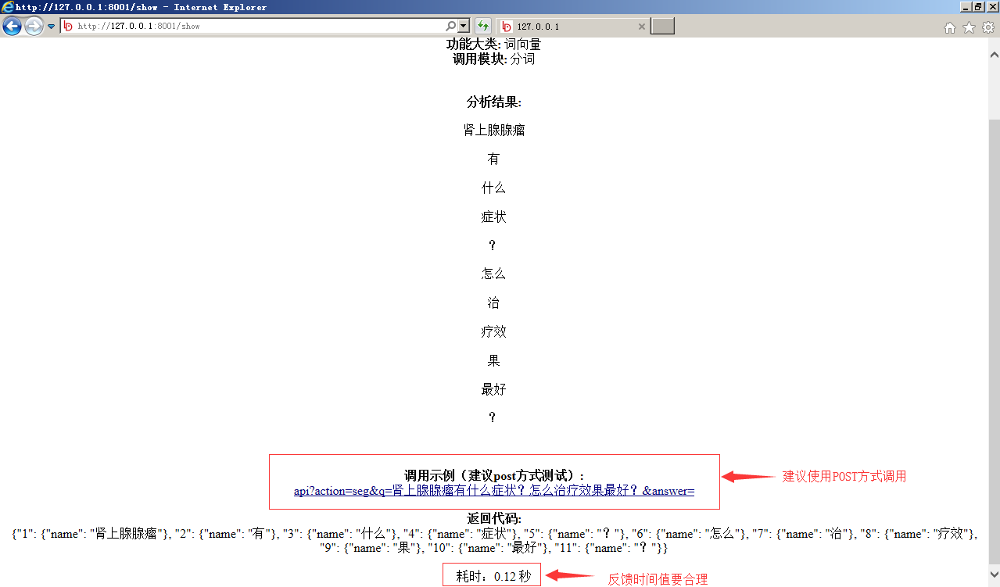 http://127.0.0.1:8001/show - Internet Explorer
http://127.0.0.1:8001/show
127.0.0.1
功能大类: 词向量
调用模块: 分词
分析结果:
肾上腺腺瘤
有
什么
症状
？
怎么
治
疗效
果
最好
？
调用示例（建议post方式测试）:
api?action=seg&q=肾上腺腺瘤有什么症状？怎么治疗效果最好？&answer=
建议使用POST方式调用
返回代码:
{"1": {"name": "肾上腺腺瘤"}, "2": {"name": "有"}, "3": {"name": "什么"}, "4": {"name": "症状"}, "5": {"name": "？"}, "6": {"name": "怎么"}, "7": {"name": "治"}, "8": {"name": "疗效"},
"9": {"name": "果"}, "10": {"name": "最好"}, "11": {"name": "？"}}
耗时：0.12 秒
反馈时间值要合理